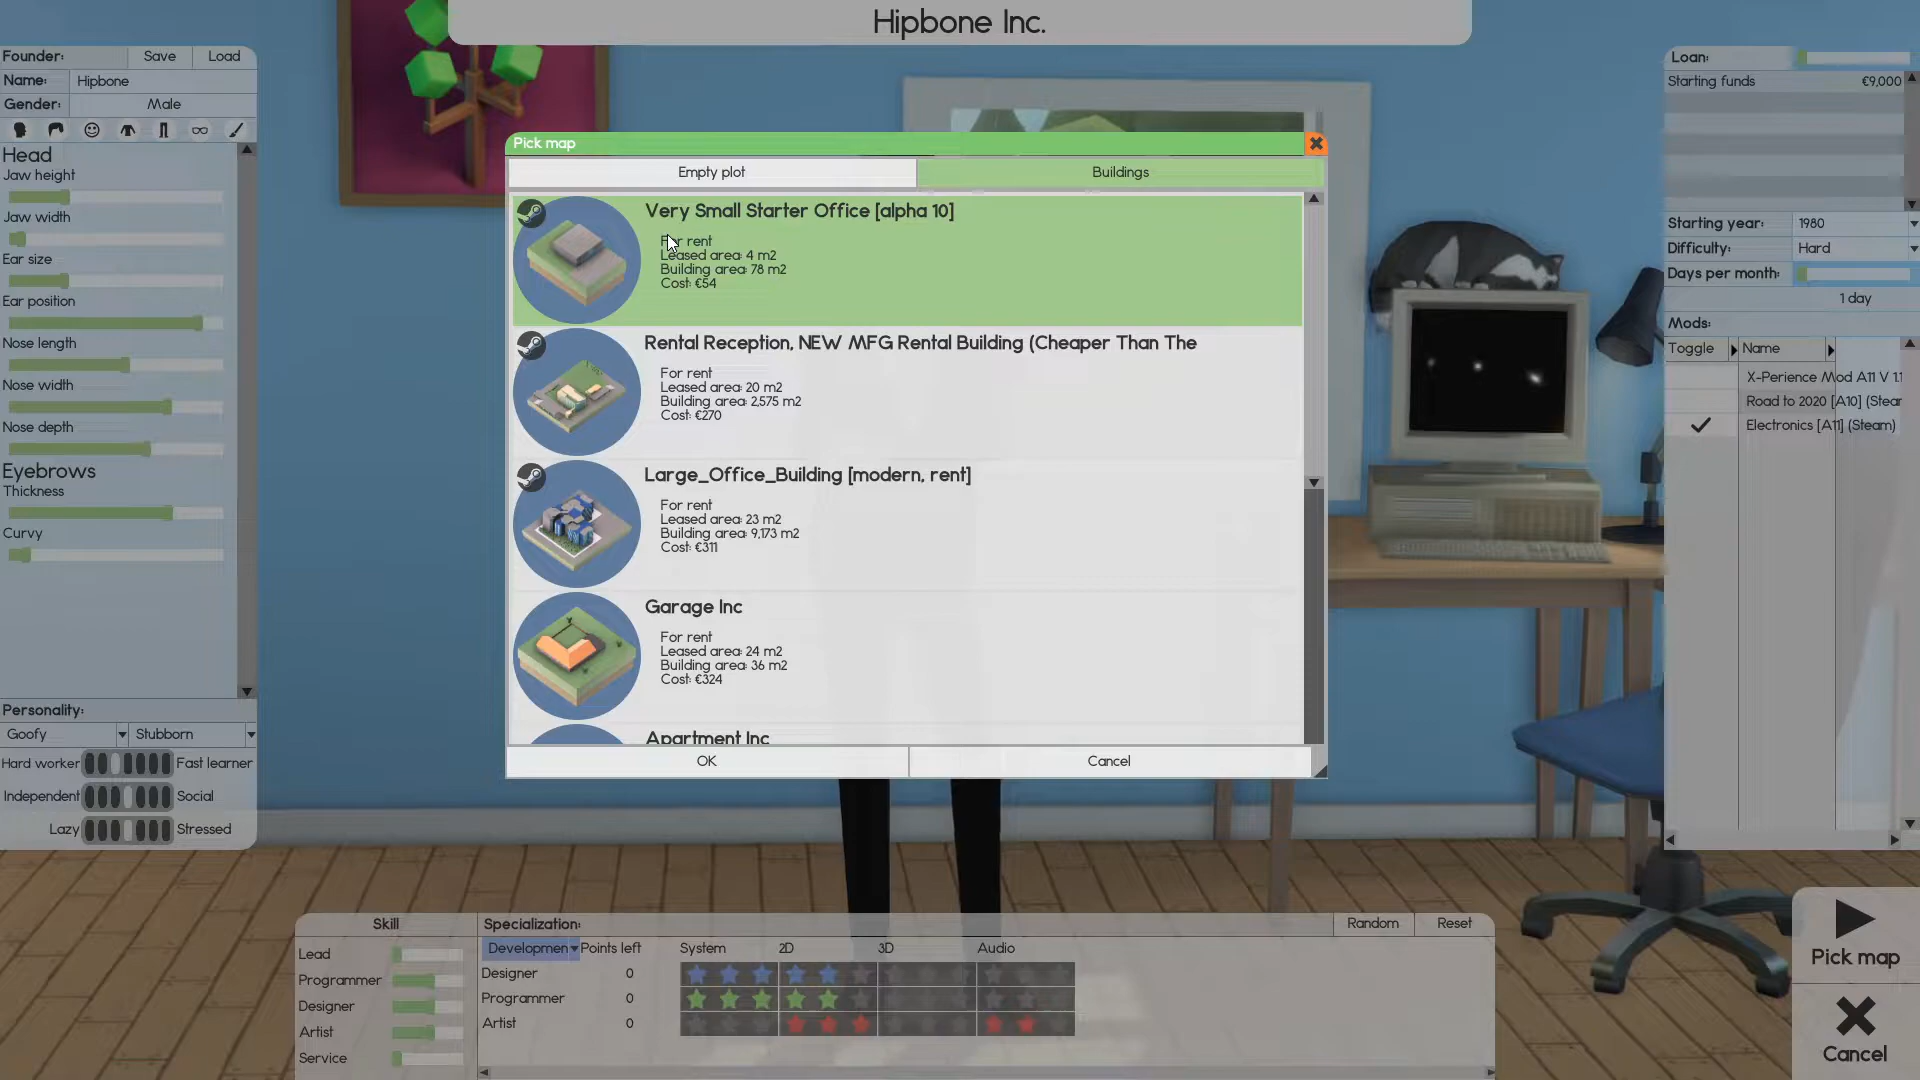 Hipbone Inc.
Founder: Save Load
Name: Hipbone
Gender: Male
Head
Jaw height
Jaw width
Ear size
Ear position
Nose length
Nose width
Nose depth
Eyebrows
Thickness
Curvy
Personality:
Goofy Stubborn
Hard worker Fast learner
Independent Social
Lazy Stressed
Pick map
Empty plot Buildings
Very Small Starter Office [alpha 10]
For rent
Leased area: 4 m2
Building area: 78 m2
Cost: €54
Rental Reception, NEW MFG Rental Building (Cheaper Than The
For rent
Leased area: 20 m2
Building area: 2,575 m2
Cost: €270
Large_Office_Building [modern, rent]
For rent
Leased area: 23 m2
Building area: 9,173 m2
Cost: €311
Garage Inc
For rent
Leased area: 24 m2
Building area: 36 m2
Cost: €324
Apartment Inc
OK Cancel
Loan:
Starting funds €9,000
Starting year: 1980
Difficulty: Hard
Days per month:
1 day
Mods:
Toggle Name
X-Perience Mod A11 V 1.1
Road to 2020 [A10] (Stear
Electronics [A11] (Steam)
Skill
Lead
Programmer
Designer
Artist
Service
Specialization: Random Reset
Developmen Points left System 2D 3D Audio
Designer 0
Programmer 0
Artist 0
Pick map
Cancel